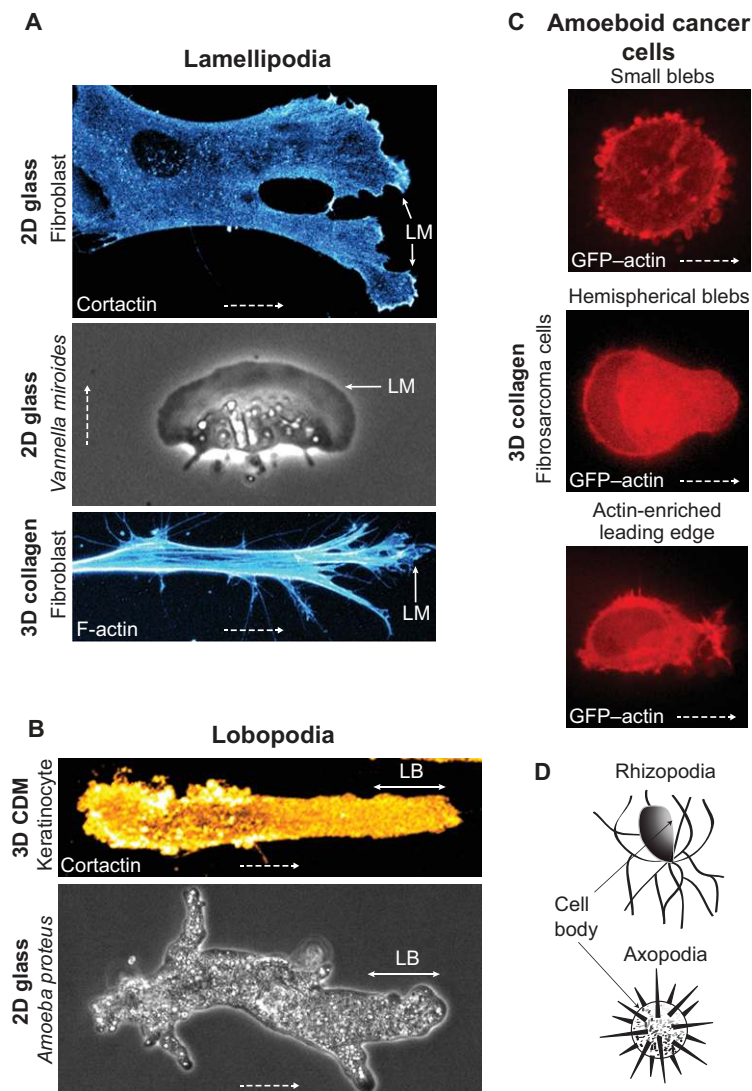 A
Lamellipodia
2D glass
Fibroblast
LM
Cortactin
2D glass
Vannella miroides
LM
3D collagen
Fibroblast
LM
F-actin
B
Lobopodia
3D CDM
Keratinocyte
LB
Cortactin
2D glass
Amoeba proteus
LB
C
Amoeboid cancer
cells
Small blebs
GFP–actin
Hemispherical blebs
3D collagen
Fibrosarcoma cells
GFP–actin
Actin-enriched
leading edge
GFP–actin
D
Rhizopodia
Cell
body
Axopodia